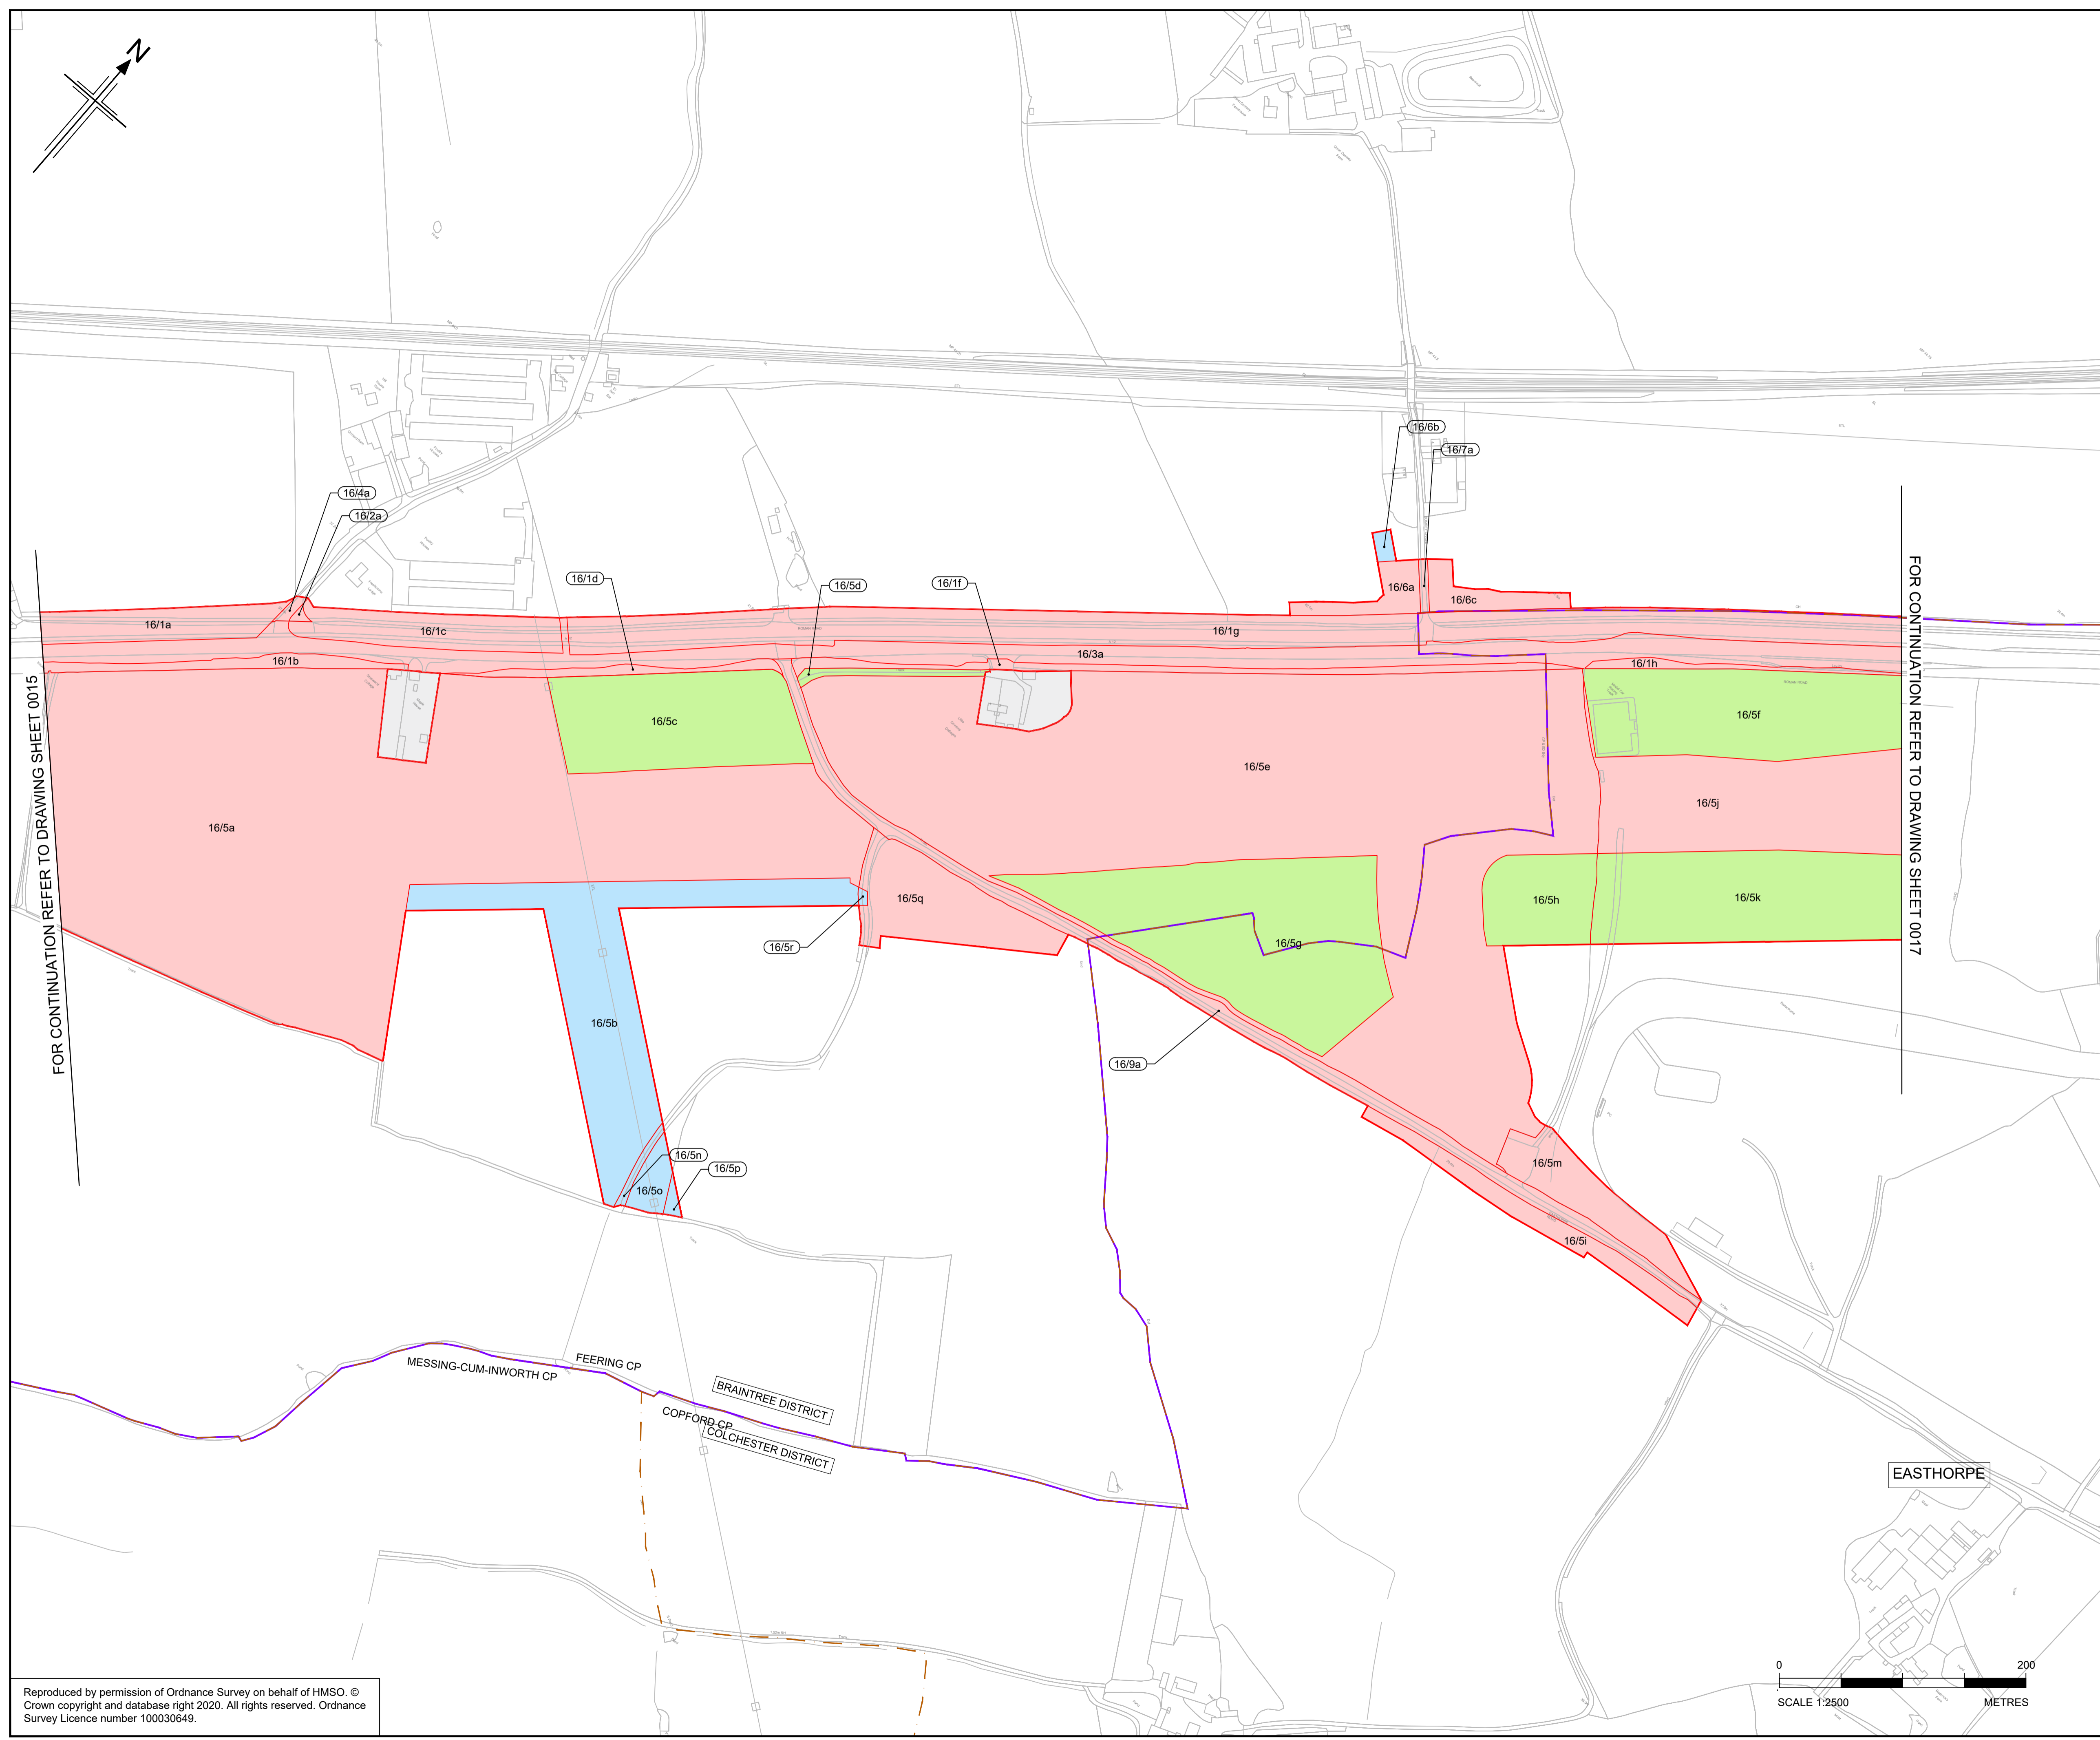 N
16/6b
16/7a
16/4a
16/2a
16/1d
16/5d
16/1f
16/6a
16/6c
16/1a
16/1c
16/1g
16/3a
16/1b
16/1h
16/5c
16/5f
16/5e
16/5j
16/5a
16/5q
16/5h
16/5k
16/5g
16/5r
16/5b
16/9a
16/5n
16/5p
16/5m
16/5o
16/5i
FOR CONTINUATION REFER TO DRAWING SHEET 0015
FOR CONTINUATION REFER TO DRAWING SHEET 0017
FEERING CP
MESSING-CUM-INWORTH CP
BRAINTREE DISTRICT
COPFORD CP
COLCHESTER DISTRICT
EASTHORPE
0
200
SCALE 1:2500
METRES
Reproduced by permission of Ordnance Survey on behalf of HMSO. ©
Crown copyright and database right 2020. All rights reserved. Ordnance
Survey Licence number 100030649.